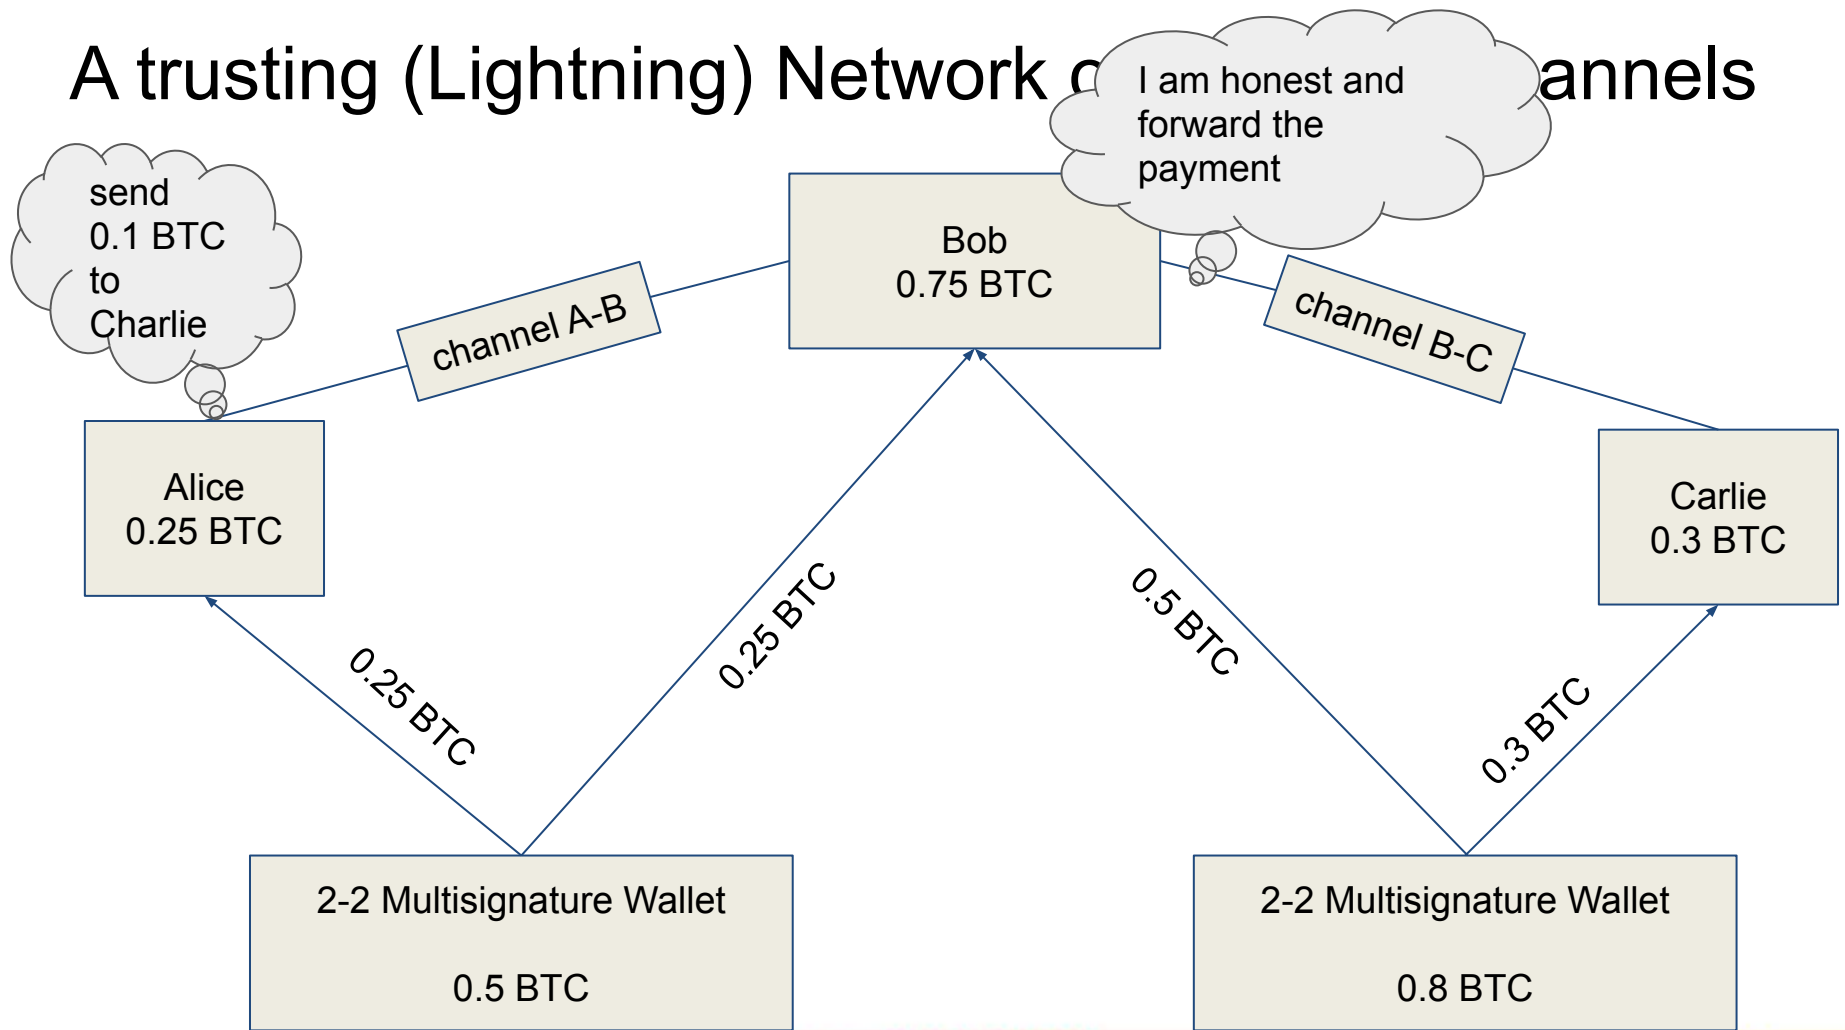 A trusting (Lightning) Network annels
I am honest and
forward the
payment
send
0.1 BTC
to
Charlie
Bob
0.75 BTC
channel A-B
channel B-C
Alice
0.25 BTC
Carlie
0.3 BTC
0.25 BTC
0.25 BTC
0.5 BTC
0.3 BTC
2-2 Multisignature Wallet
0.5 BTC
2-2 Multisignature Wallet
0.8 BTC